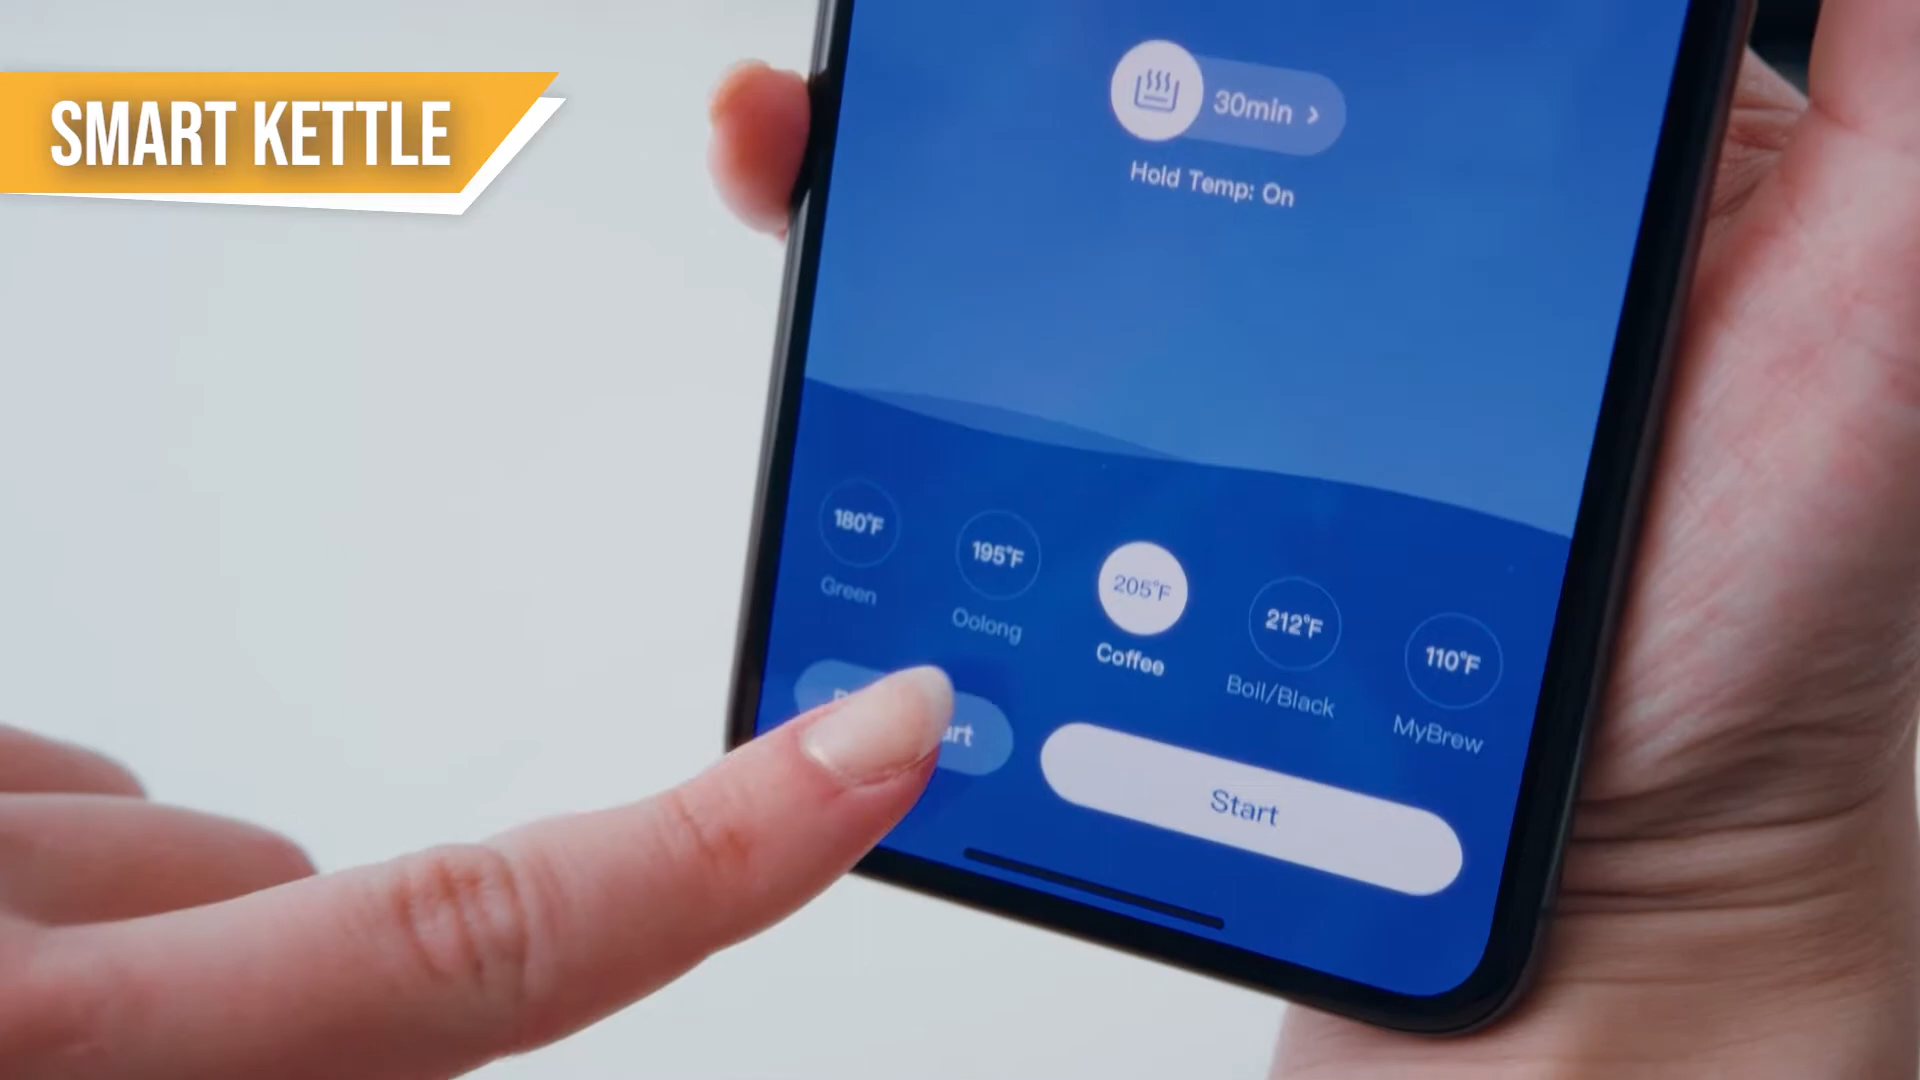 SMART KETTLE
30min >
Hold Temp: On
180°F
195°F
205°F
212°F
110°F
Green
Oolong
Coffee
Boil/Black
MyBrew
Start